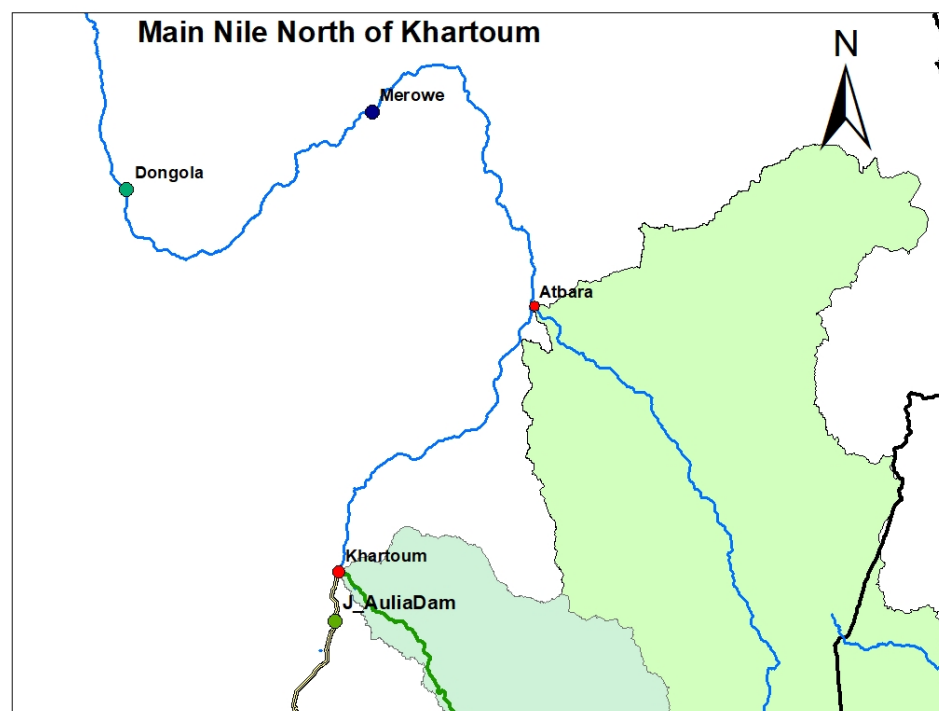 Main Nile North of Khartoum
N
Merowe
Dongola
Atbara
Khartoum
J_AuliaDam